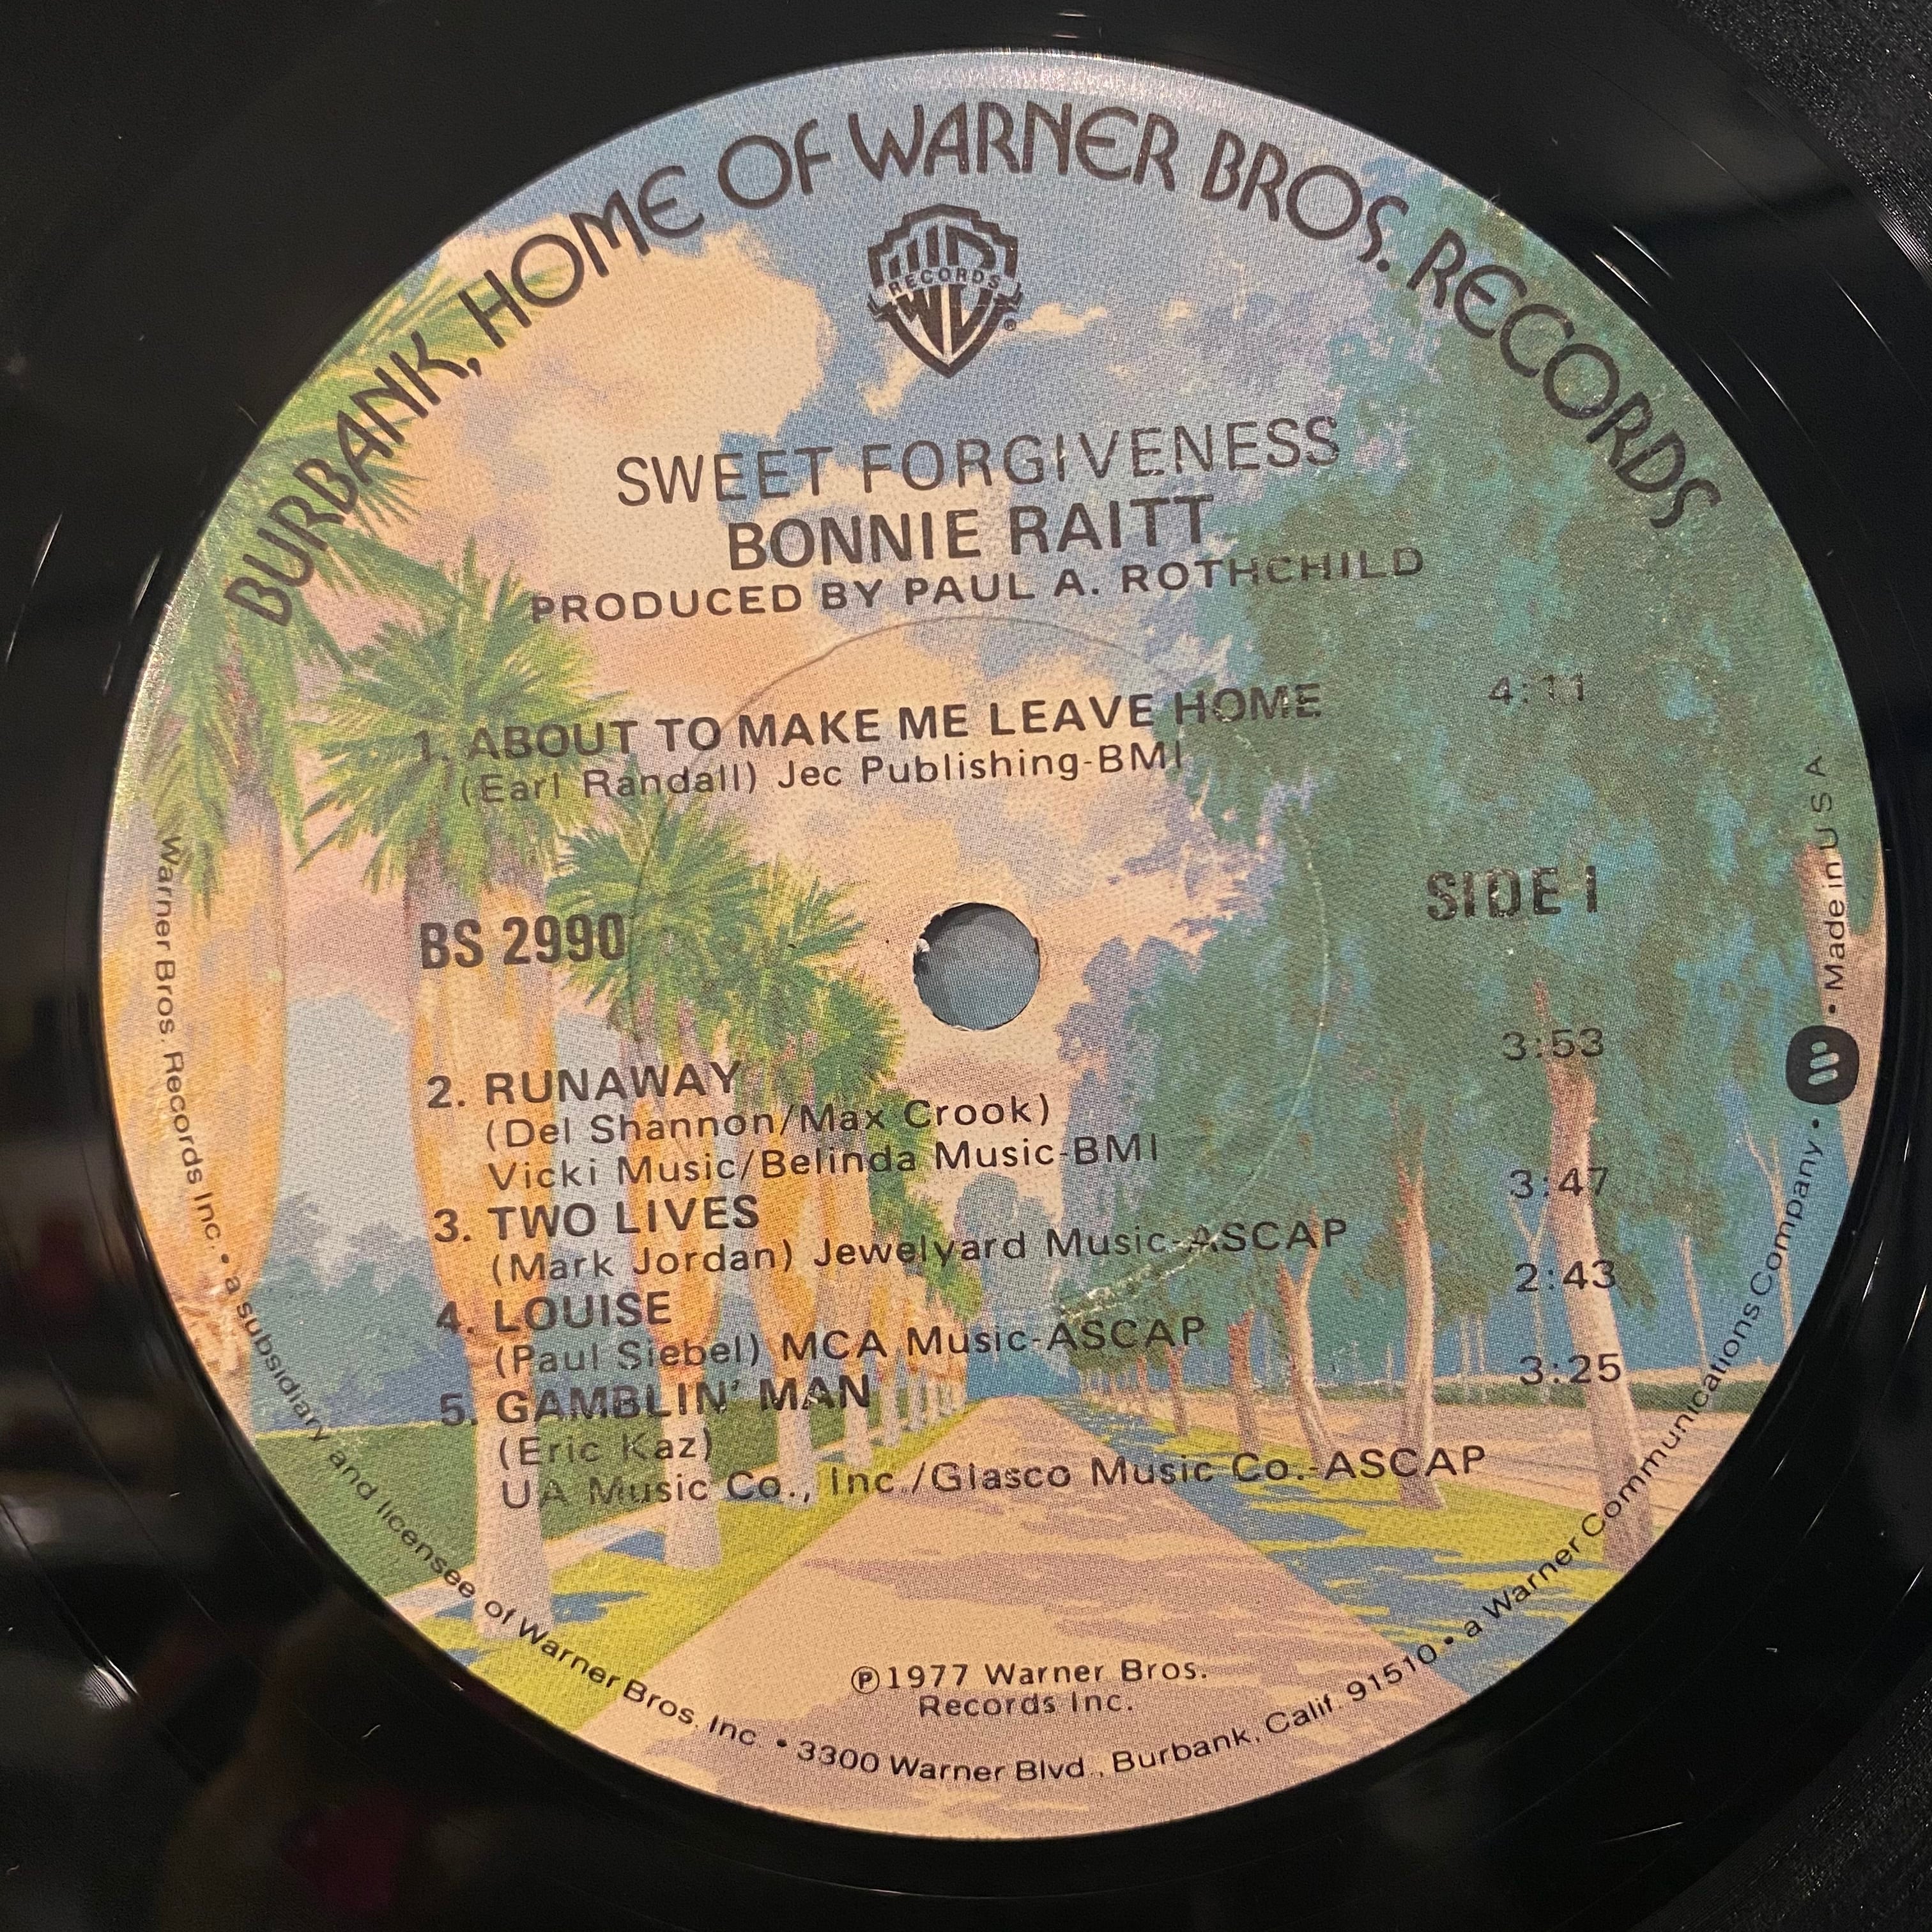 BURBANK, HOME OF WARNER BROS. RECORDS
WB
RECORDS
®
SWEET FORGIVENESS
BONNIE RAITT
PRODUCED BY PAUL A. ROTHCHILD
1. ABOUT TO MAKE ME LEAVE HOME 4:11
(Earl Randall) Jec Publishing-BMI
BS 2990
SIDE 1
2. RUNAWAY 3:53
(Del Shannon/Max Crook)
Vicki Music/Belinda Music-BMI
3. TWO LIVES 3:47
(Mark Jordan) Jewelyard Music-ASCAP
4. LOUISE 2:43
(Paul Siebel) MCA Music-ASCAP
5. GAMBLIN' MAN 3:25
(Eric Kaz)
UA Music Co., Inc./Glasco Music Co.-ASCAP
℗1977 Warner Bros.
Records Inc.
Warner Bros. Records Inc. • a subsidiary and licensee of Warner Bros. Inc. • 3300 Warner Blvd., Burbank, Calif. 91510 • a Warner Communications Company • • Made in U S A